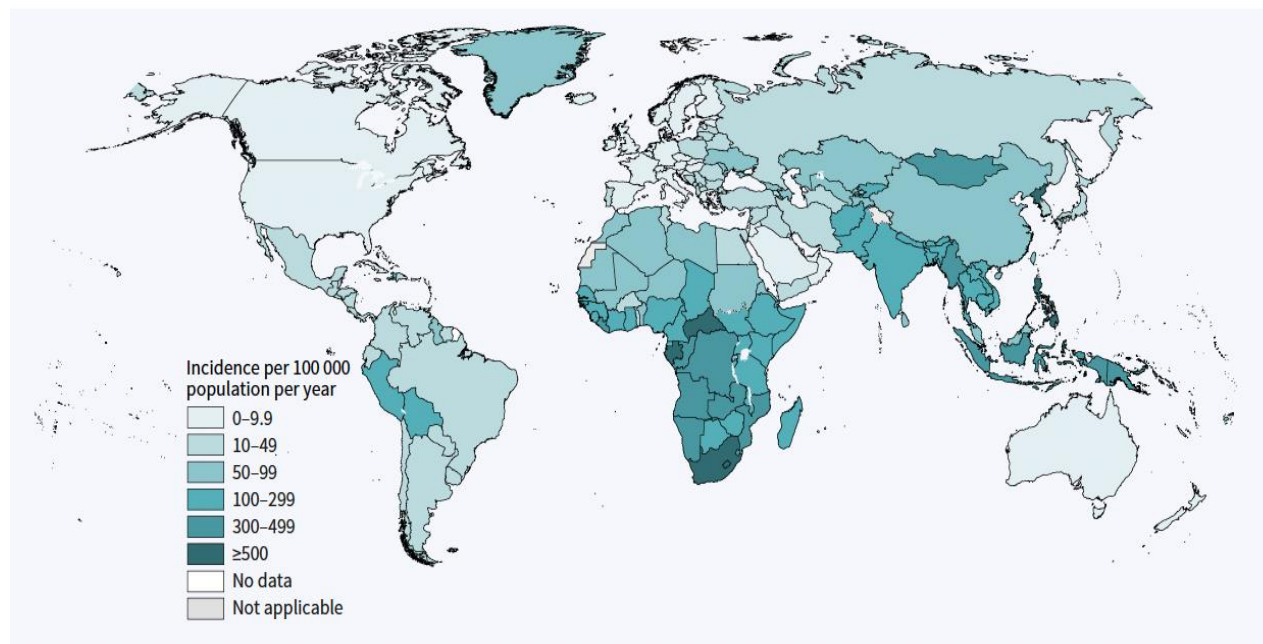 Incidence per 100 000
population per year
0–9.9
10–49
50–99
100–299
300–499
≥500
No data
Not applicable